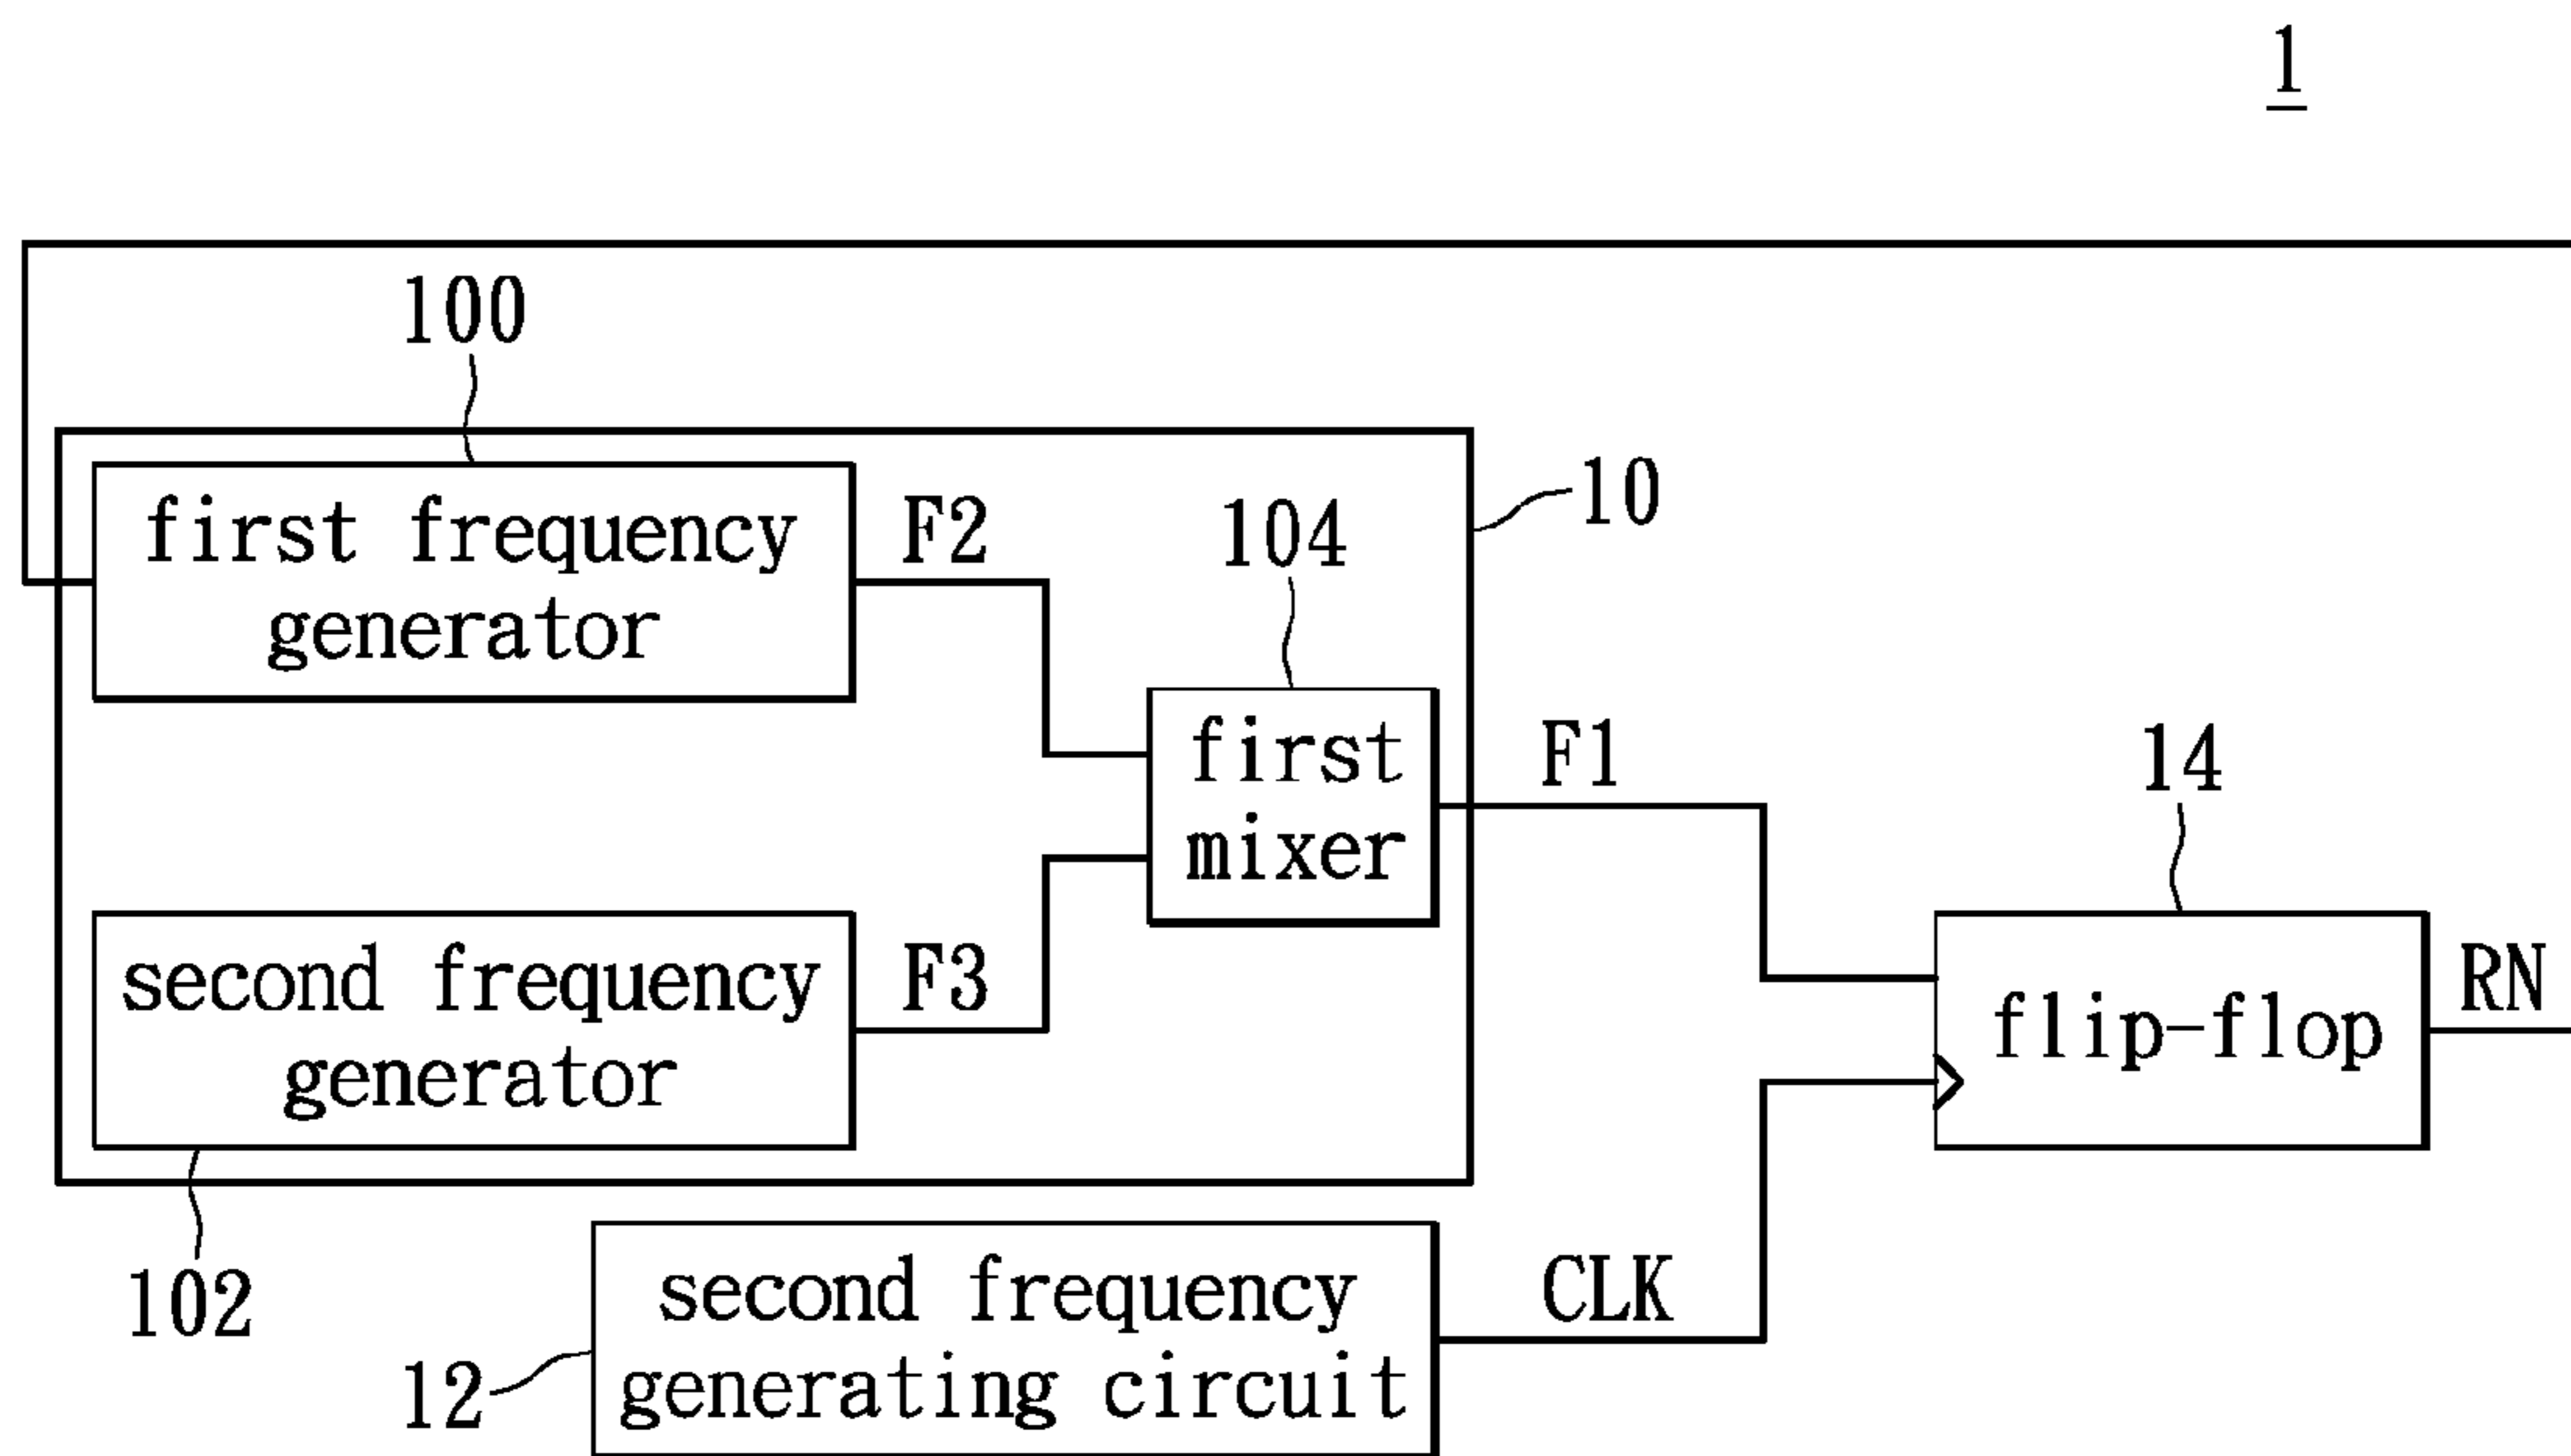 1
100
10
first frequency
generator
F2
104
first
mixer
F1
14
second frequency
generator
F3
flip-flop
RN
102
12
second frequency
generating circuit
CLK